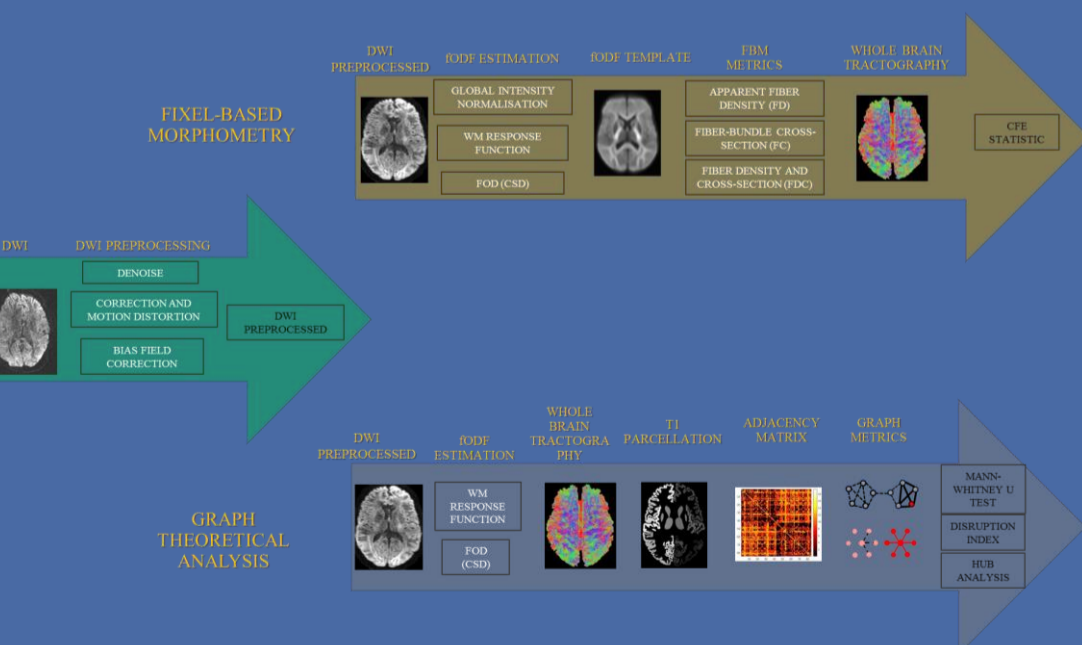 FIXEL-BASED
MORPHOMETRY
DWI
PREPROCESSED
fODF ESTIMATION
GLOBAL INTENSITY
NORMALISATION
WM RESPONSE
FUNCTION
FOD (CSD)
fODF TEMPLATE
FBM
METRICS
APPARENT FIBER
DENSITY (FD)
FIBER-BUNDLE CROSS-
SECTION (FC)
FIBER DENSITY AND
CROSS-SECTION (FDC)
WHOLE BRAIN
TRACTOGRAPHY
CFE
STATISTIC
DWI
DWI PREPROCESSING
DENOISE
CORRECTION AND
MOTION DISTORTION
BIAS FIELD
CORRECTION
DWI
PREPROCESSED
GRAPH
THEORETICAL
ANALYSIS
DWI
PREPROCESSED
fODF
ESTIMATION
WM
RESPONSE
FUNCTION
FOD
(CSD)
WHOLE
BRAIN
TRACTOGRA
PHY
T1
PARCELLATION
ADJACENCY
MATRIX
GRAPH
METRICS
MANN-
WHITNEY U
TEST
DISRUPTION
INDEX
HUB
ANALYSIS